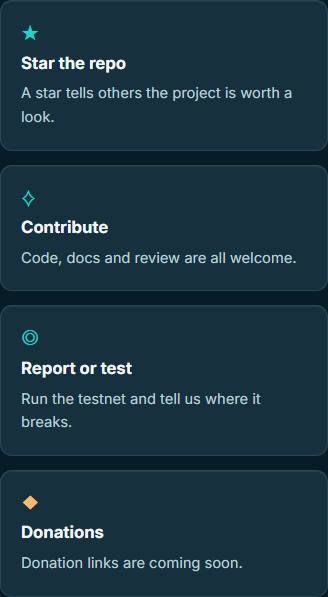 Star the repo
A star tells others the project is worth a
look.
Contribute
Code, docs and review are all welcome.
Report or test
Run the testnet and tell us where it
breaks.
Donations
Donation links are coming soon.